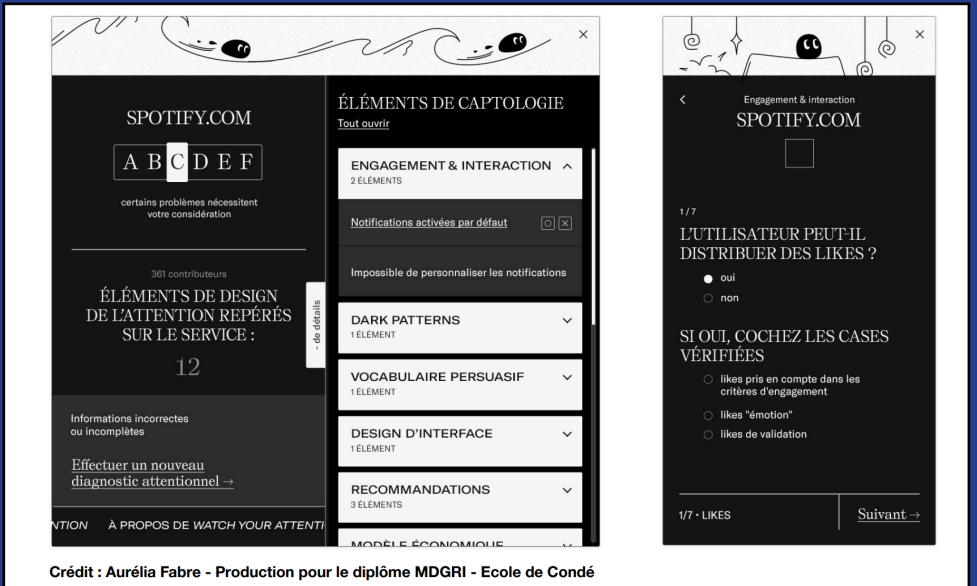 SPOTIFY.COM
A B C D E F
certains problèmes nécessitent
votre considération
361 contributeurs
ÉLÉMENTS DE DESIGN
DE L'ATTENTION REPÉRÉS
SUR LE SERVICE :
12
- de détails
Informations incorrectes
ou incomplètes
Effectuer un nouveau
diagnostic attentionnel →
NTION À PROPOS DE WATCH YOUR ATTENTI
ÉLÉMENTS DE CAPTOLOGIE
Tout ouvrir
ENGAGEMENT & INTERACTION
2 ÉLÉMENTS
Notifications activées par défaut
Impossible de personnaliser les notifications
DARK PATTERNS
1 ÉLÉMENT
VOCABULAIRE PERSUASIF
1 ÉLÉMENT
DESIGN D'INTERFACE
1 ÉLÉMENT
RECOMMANDATIONS
3 ÉLÉMENTS
MODÈLE ÉCONOMIQUE
Engagement & interaction
SPOTIFY.COM
1/7
L'UTILISATEUR PEUT-IL
DISTRIBUER DES LIKES ?
oui
non
SI OUI, COCHEZ LES CASES
VÉRIFIÉES
likes pris en compte dans les
critères d'engagement
likes "émotion"
likes de validation
1/7 • LIKES
Suivant →
Crédit : Aurélia Fabre - Production pour le diplôme MDGRI - Ecole de Condé